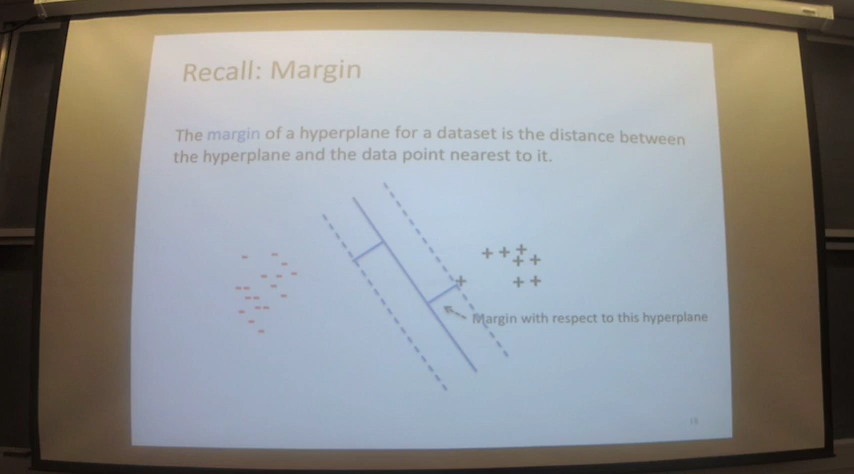 Recall: Margin
The margin of a hyperplane for a dataset is the distance between
the hyperplane and the data point nearest to it.
Margin with respect to this hyperplane